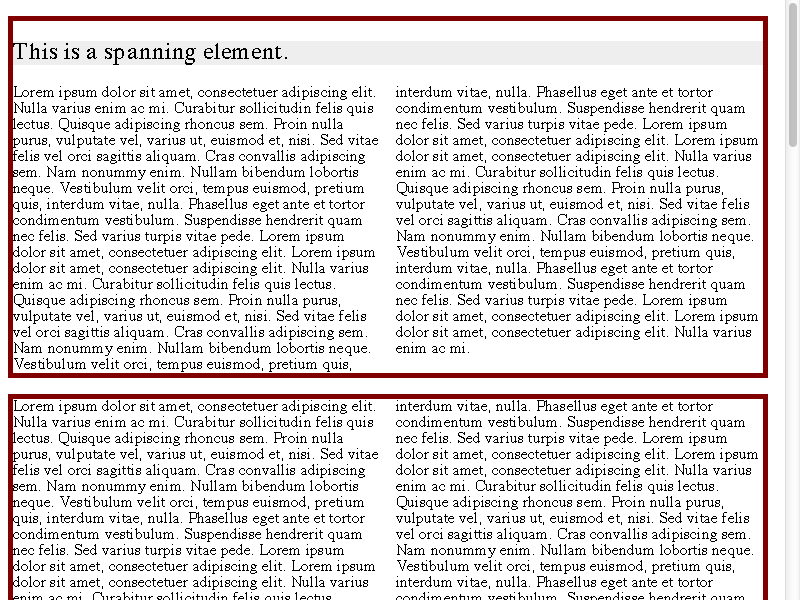 This is a spanning element.
Lorem ipsum dolor sit amet, consectetuer adipiscing elit.
Nulla varius enim ac mi. Curabitur sollicitudin felis quis
lectus. Quisque adipiscing rhoncus sem. Proin nulla
purus, vulputate vel, varius ut, euismod et, nisi. Sed vitae
felis vel orci sagittis aliquam. Cras convallis adipiscing
sem. Nam nonummy enim. Nullam bibendum lobortis
neque. Vestibulum velit orci, tempus euismod, pretium
quis, interdum vitae, nulla. Phasellus eget ante et tortor
condimentum vestibulum. Suspendisse hendrerit quam
nec felis. Sed varius turpis vitae pede. Lorem ipsum
dolor sit amet, consectetuer adipiscing elit. Lorem ipsum
dolor sit amet, consectetuer adipiscing elit. Nulla varius
enim ac mi. Curabitur sollicitudin felis quis lectus.
Quisque adipiscing rhoncus sem. Proin nulla purus,
vulputate vel, varius ut, euismod et, nisi. Sed vitae felis
vel orci sagittis aliquam. Cras convallis adipiscing sem.
Nam nonummy enim. Nullam bibendum lobortis neque.
Vestibulum velit orci, tempus euismod, pretium quis,
interdum vitae, nulla. Phasellus eget ante et tortor
condimentum vestibulum. Suspendisse hendrerit quam
nec felis. Sed varius turpis vitae pede. Lorem ipsum
dolor sit amet, consectetuer adipiscing elit. Lorem ipsum
dolor sit amet, consectetuer adipiscing elit. Nulla varius
enim ac mi. Curabitur sollicitudin felis quis lectus.
Quisque adipiscing rhoncus sem. Proin nulla purus,
vulputate vel, varius ut, euismod et, nisi. Sed vitae felis
vel orci sagittis aliquam. Cras convallis adipiscing sem.
Nam nonummy enim. Nullam bibendum lobortis neque.
Vestibulum velit orci, tempus euismod, pretium quis,
interdum vitae, nulla. Phasellus eget ante et tortor
condimentum vestibulum. Suspendisse hendrerit quam
nec felis. Sed varius turpis vitae pede. Lorem ipsum
dolor sit amet, consectetuer adipiscing elit. Lorem ipsum
dolor sit amet, consectetuer adipiscing elit. Nulla varius
enim ac mi.
Lorem ipsum dolor sit amet, consectetuer adipiscing elit.
Nulla varius enim ac mi. Curabitur sollicitudin felis quis
lectus. Quisque adipiscing rhoncus sem. Proin nulla
purus, vulputate vel, varius ut, euismod et, nisi. Sed vitae
felis vel orci sagittis aliquam. Cras convallis adipiscing
sem. Nam nonummy enim. Nullam bibendum lobortis
neque. Vestibulum velit orci, tempus euismod, pretium
quis, interdum vitae, nulla. Phasellus eget ante et tortor
condimentum vestibulum. Suspendisse hendrerit quam
nec felis. Sed varius turpis vitae pede. Lorem ipsum
dolor sit amet, consectetuer adipiscing elit. Lorem ipsum
dolor sit amet, consectetuer adipiscing elit. Nulla varius
enim ac mi. Curabitur sollicitudin felis quis lectus.
interdum vitae, nulla. Phasellus eget ante et tortor
condimentum vestibulum. Suspendisse hendrerit quam
nec felis. Sed varius turpis vitae pede. Lorem ipsum
dolor sit amet, consectetuer adipiscing elit. Lorem ipsum
dolor sit amet, consectetuer adipiscing elit. Nulla varius
enim ac mi. Curabitur sollicitudin felis quis lectus.
Quisque adipiscing rhoncus sem. Proin nulla purus,
vulputate vel, varius ut, euismod et, nisi. Sed vitae felis
vel orci sagittis aliquam. Cras convallis adipiscing sem.
Nam nonummy enim. Nullam bibendum lobortis neque.
Vestibulum velit orci, tempus euismod, pretium quis,
interdum vitae, nulla. Phasellus eget ante et tortor
condimentum vestibulum. Suspendisse hendrerit quam